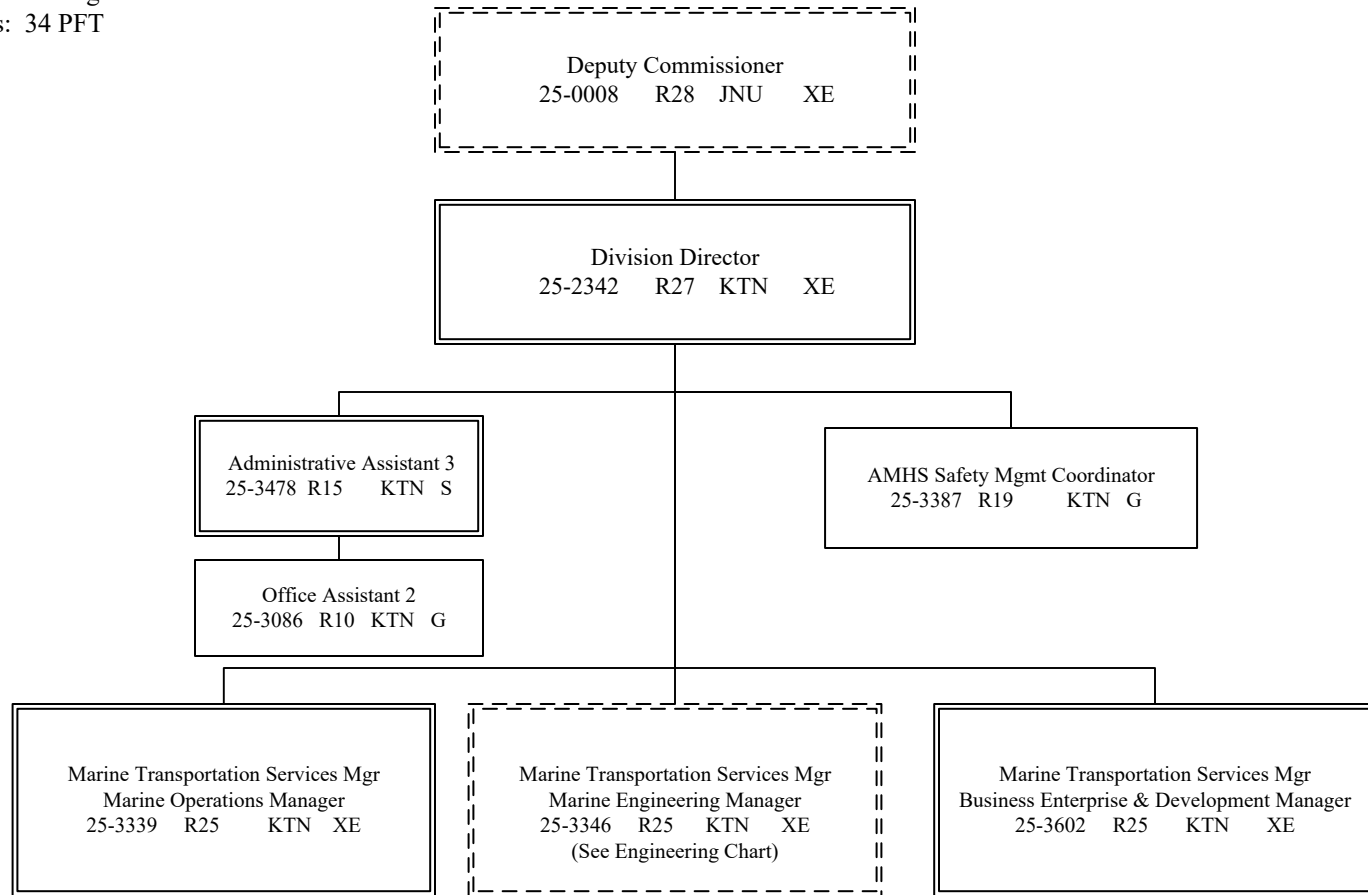 34 PFT
Deputy Commissioner
25-0008 R28 JNU XE
Division Director
25-2342 R27 KTN XE
Administrative Assistant 3
25-3478 R15 KTN S
AMHS Safety Mgmt Coordinator
25-3387 R19 KTN G
Office Assistant 2
25-3086 R10 KTN G
Marine Transportation Services Mgr
Marine Operations Manager
25-3339 R25 KTN XE
Marine Transportation Services Mgr
Marine Engineering Manager
25-3346 R25 KTN XE
(See Engineering Chart)
Marine Transportation Services Mgr
Business Enterprise & Development Manager
25-3602 R25 KTN XE